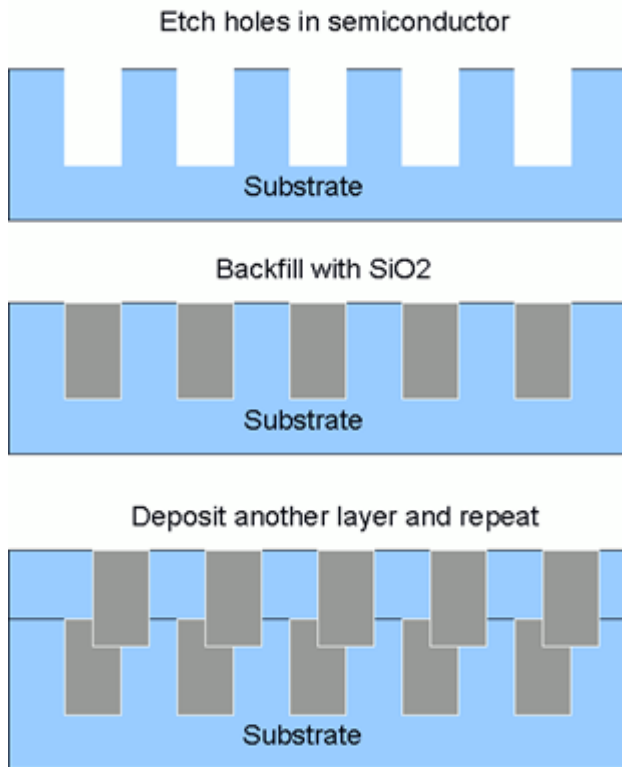 Etch holes in semiconductor
Substrate
Backfill with SiO2
Substrate
Deposit another layer and repeat
Substrate